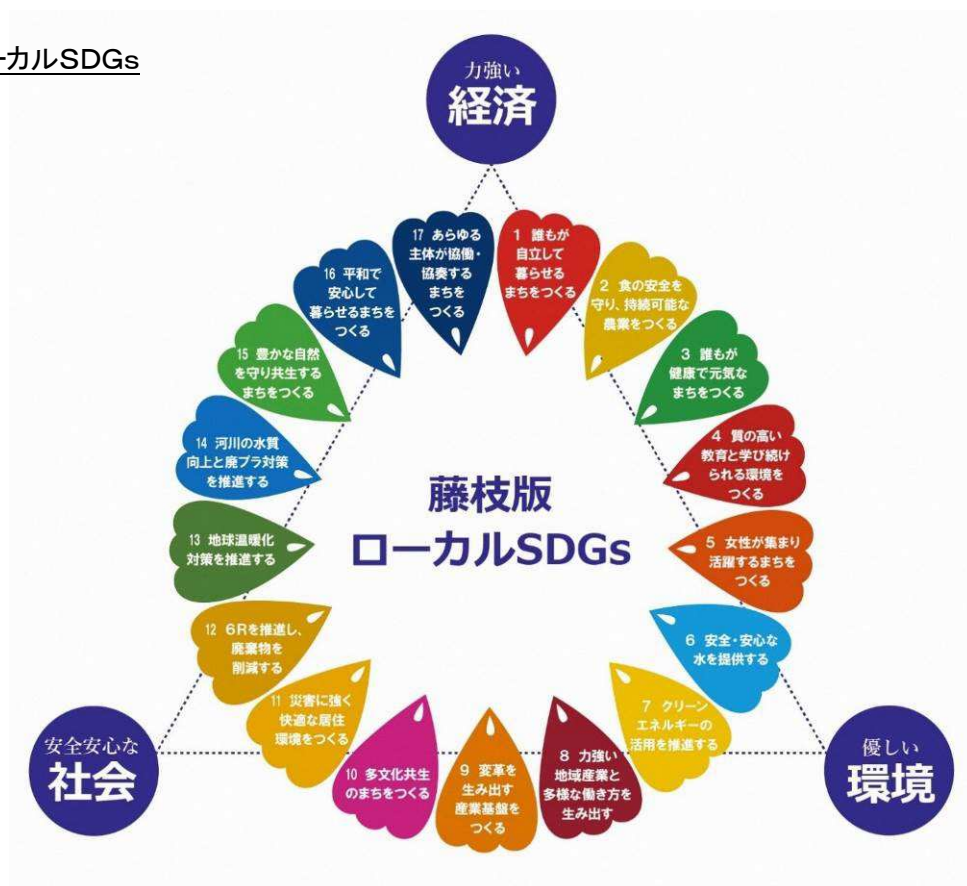 ーカルSDGs
力強い
経済
1 誰もが
自立して
暮らせる
まちをつくる
2 食の安全を
守り、持続可能な
農業をつくる
3 誰もが
健康で元気な
まちをつくる
4 質の高い
教育と学び続け
られる環境を
つくる
5 女性が集まり
活躍するまちを
つくる
6 安全・安心な
水を提供する
7 クリーン
エネルギーの
活用を推進する
8 力強い
地域産業と
多様な働き方を
生み出す
9 変革を
生み出す
産業基盤を
つくる
10 多文化共生
のまちをつくる
11 災害に強く
快適な居住
環境をつくる
12 6Rを推進し、
廃棄物を
削減する
13 地球温暖化
対策を推進する
14 河川の水質
向上と廃プラ対策
を推進する
15 豊かな自然
を守り共生する
まちをつくる
16 平和で
安心して
暮らせるまちを
つくる
17 あらゆる
主体が協働・
協奏する
まちを
つくる
藤枝版
ローカルSDGs
安全安心な
社会
優しい
環境